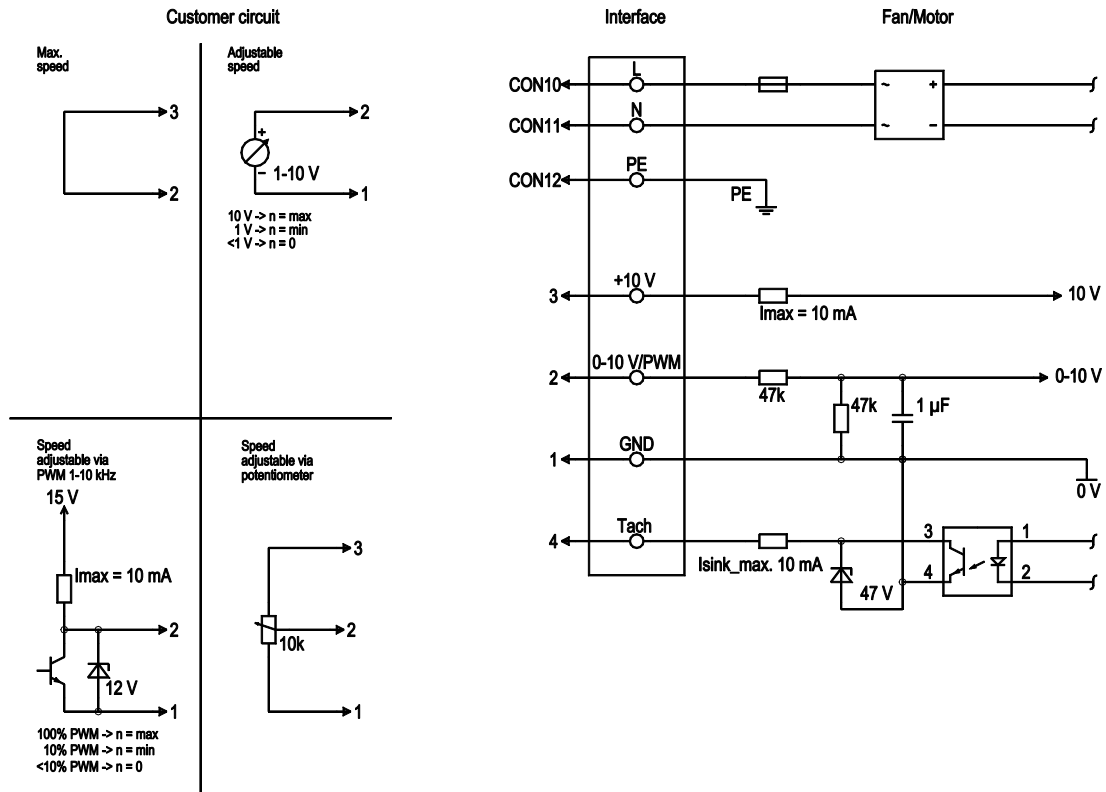 Customer circuit
Interface
Fan/Motor
Max.
speed
3
2
Adjustable
speed
2
+
– 1-10 V
1
10 V -> n = max
1 V -> n = min
<1 V -> n = 0
Speed
adjustable via
PWM 1-10 kHz
15 V
Imax = 10 mA
2
12 V
1
100% PWM -> n = max
10% PWM -> n = min
<10% PWM -> n = 0
Speed
adjustable via
potentiometer
3
2
10k
1
L
CON10
~ +
N
CON11
~ –
PE
CON12
PE
+10 V
3
10 V
Imax = 10 mA
0-10 V/PWM
2
0-10 V
47k
47k
1 µF
GND
1
0 V
Tach
4
3
1
Isink_max. 10 mA
4
2
47 V